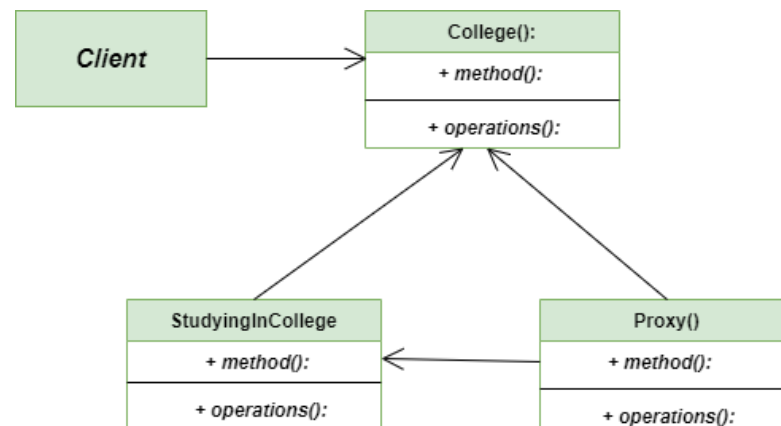 Client
College():
+ method():
+ operations():
StudyingInCollege
+ method():
+ operations():
Proxy()
+ method():
+ operations():